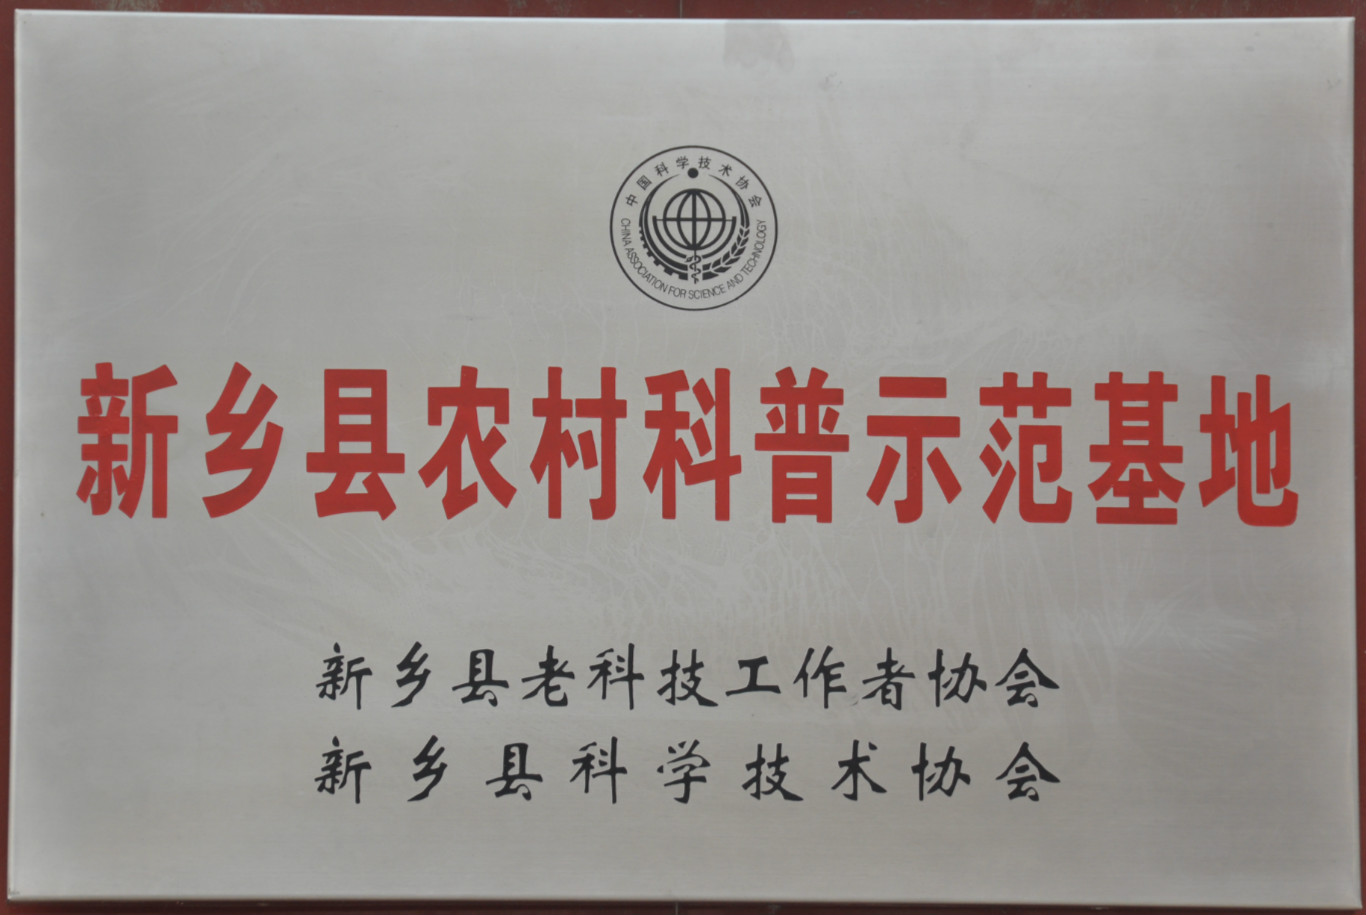 中国科学技术协会
CHINA ASSOCIATION FOR SCIENCE AND TECHNOLOGY
新乡县农村科普示范基地
新乡县老科技工作者协会
新乡县科学技术协会